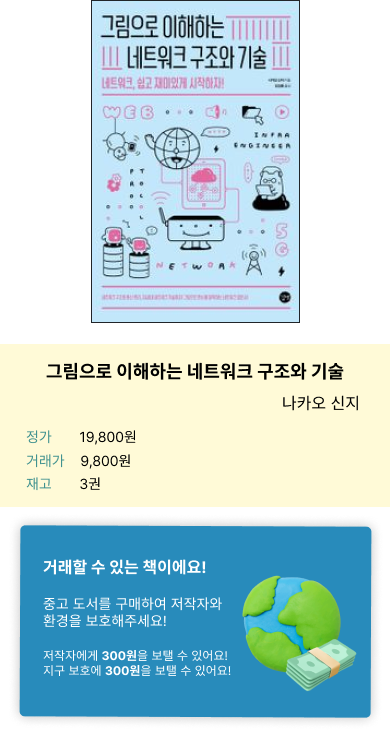 그림으로 이해하는
네트워크 구조와 기술
네트워크, 쉽고 재미있게 시작하자!
WEB
INFRA
ENGINEER
PROTOCOL
5G
NETWORK
그림으로 이해하는 네트워크 구조와 기술
나카오 신지
정가 19,800원
거래가 9,800원
재고 3권
거래할 수 있는 책이에요!
중고 도서를 구매하여 저작자와
환경을 보호해주세요!
저작자에게 300원을 보탤 수 있어요!
지구 보호에 300원을 보탤 수 있어요!